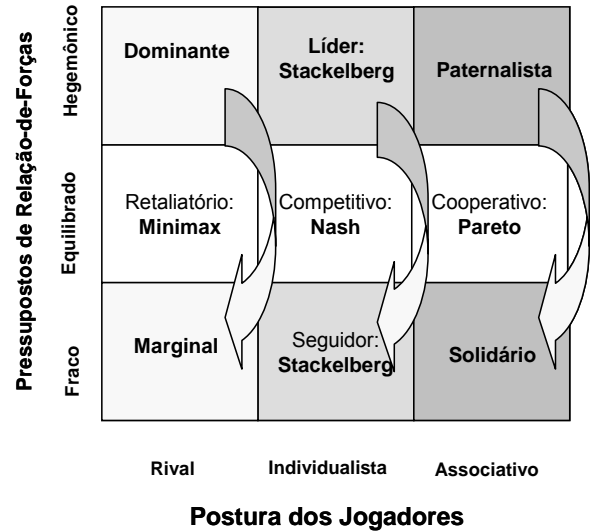 Pressupostos de Relação-de-Forças
Hegemônico
Equilibrado
Fraco
Dominante
Líder:
Stackelberg
Paternalista
Retaliatório:
Minimax
Competitivo:
Nash
Cooperativo:
Pareto
Marginal
Seguidor:
Stackelberg
Solidário
Rival
Individualista
Associativo
Postura dos Jogadores